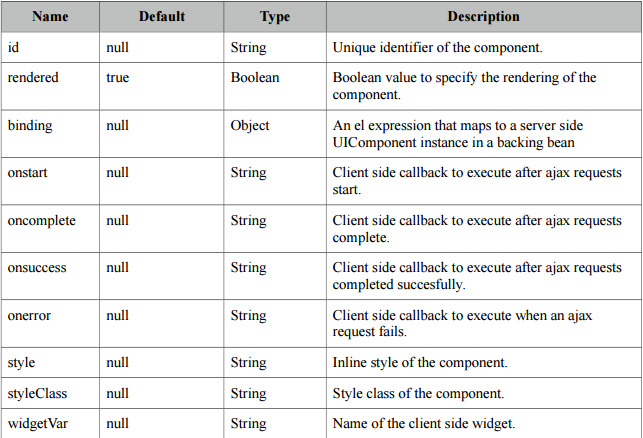 Name Default Type Description
id null String Unique identifier of the component.
rendered true Boolean Boolean value to specify the rendering of the
component.
binding null Object An el expression that maps to a server side
UIComponent instance in a backing bean
onstart null String Client side callback to execute after ajax requests
start.
oncomplete null String Client side callback to execute after ajax requests
complete.
onsuccess null String Client side callback to execute after ajax requests
completed succesfully.
onerror null String Client side callback to execute when an ajax
request fails.
style null String Inline style of the component.
styleClass null String Style class of the component.
widgetVar null String Name of the client side widget.